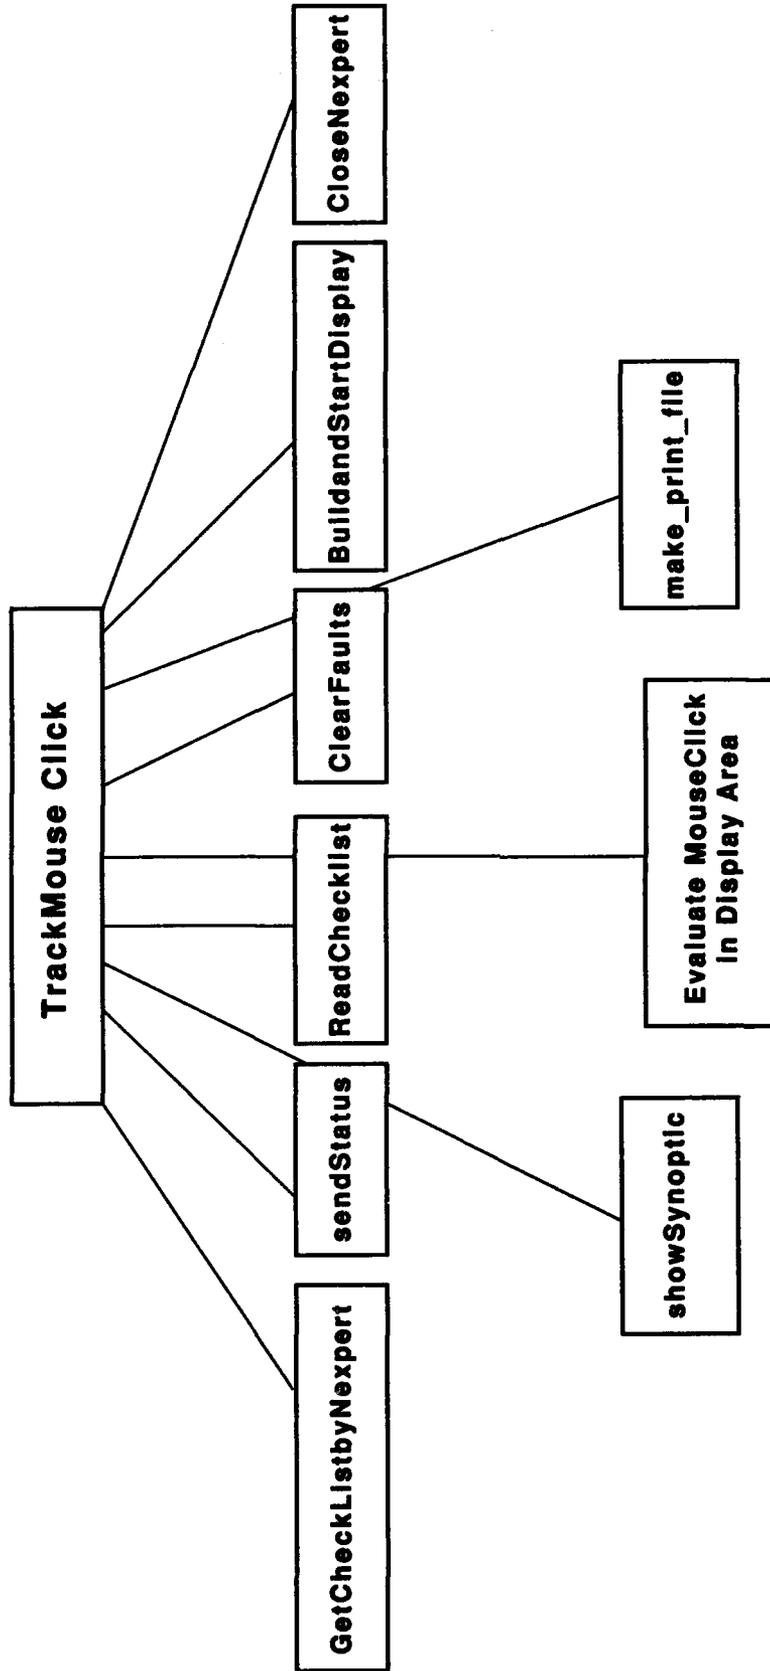 TrackMouse Click
GetCheckListbyNexpert
sendStatus
ReadChecklist
ClearFaults
BuildandStartDisplay
CloseNexpert
showSynoptic
Evaluate MouseClick
in Display Area
make_print_file